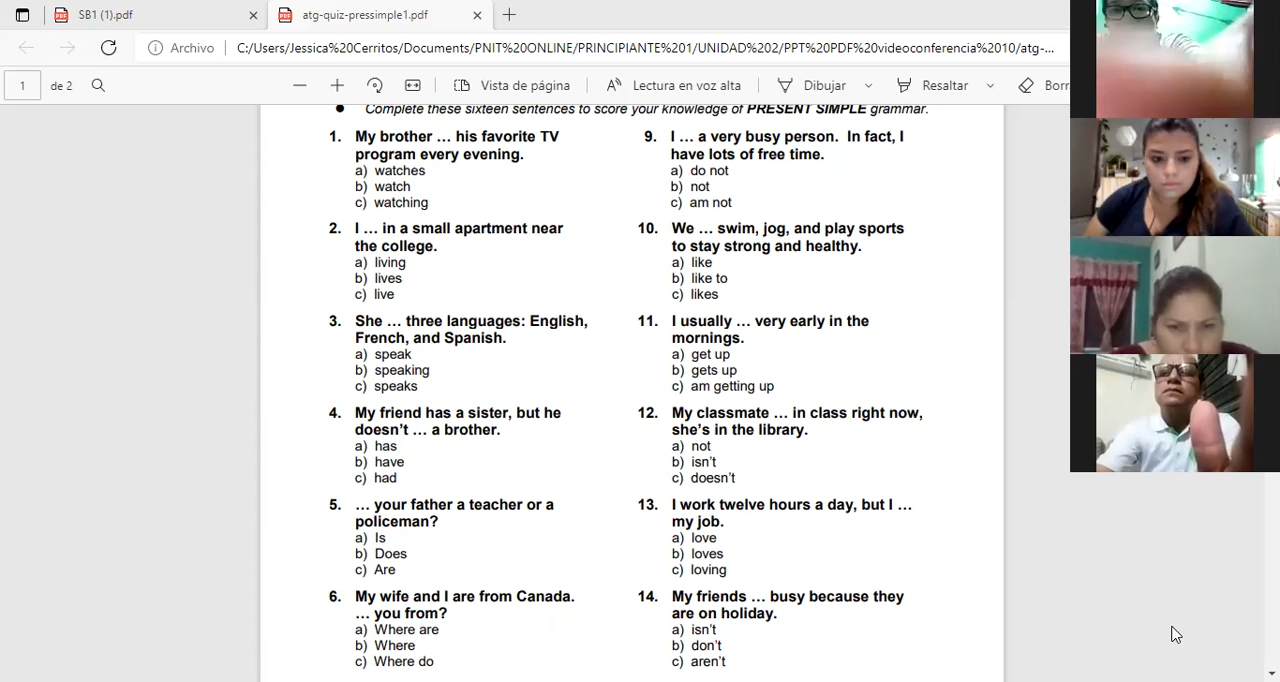 SB1 (1).pdf
atg-quiz-pressimple1.pdf
Archivo
C:/Users/Jessica%20Cerritos/Documents/PNIT%20ONLINE/PRINCIPIANTE%201/UNIDAD%202/PPT%20PDF%20videoconferencia%2010/atg-...
1
de 2
Vista de página
Lectura en voz alta
Dibujar
Resaltar
Borr
● Complete these sixteen sentences to score your knowledge of PRESENT SIMPLE grammar.
1. My brother … his favorite TV
program every evening.
a) watches
b) watch
c) watching
2. I … in a small apartment near
the college.
a) living
b) lives
c) live
3. She … three languages: English,
French, and Spanish.
a) speak
b) speaking
c) speaks
4. My friend has a sister, but he
doesn’t … a brother.
a) has
b) have
c) had
5. … your father a teacher or a
policeman?
a) Is
b) Does
c) Are
6. My wife and I are from Canada.
… you from?
a) Where are
b) Where
c) Where do
9. I … a very busy person. In fact, I
have lots of free time.
a) do not
b) not
c) am not
10. We … swim, jog, and play sports
to stay strong and healthy.
a) like
b) like to
c) likes
11. I usually … very early in the
mornings.
a) get up
b) gets up
c) am getting up
12. My classmate … in class right now,
she’s in the library.
a) not
b) isn’t
c) doesn’t
13. I work twelve hours a day, but I …
my job.
a) love
b) loves
c) loving
14. My friends … busy because they
are on holiday.
a) isn’t
b) don’t
c) aren’t